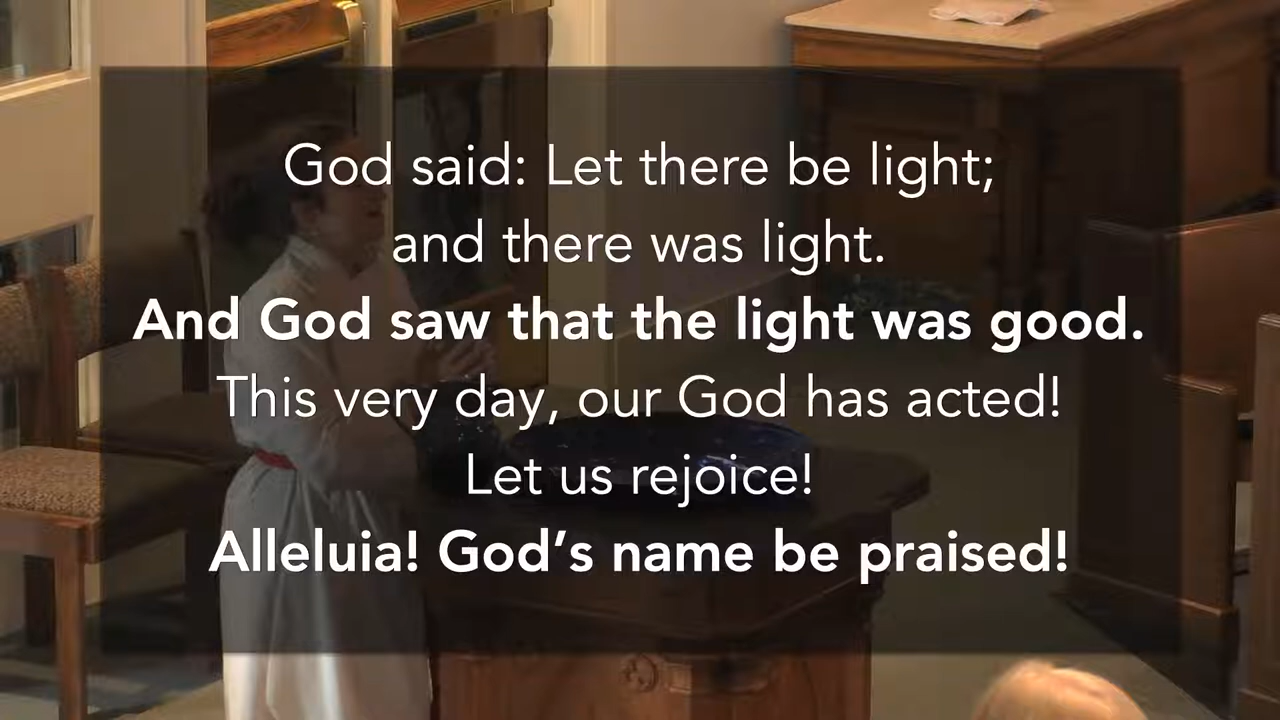 God said: Let there be light;
and there was light.
And God saw that the light was good.
This very day, our God has acted!
Let us rejoice!
Alleluia! God’s name be praised!